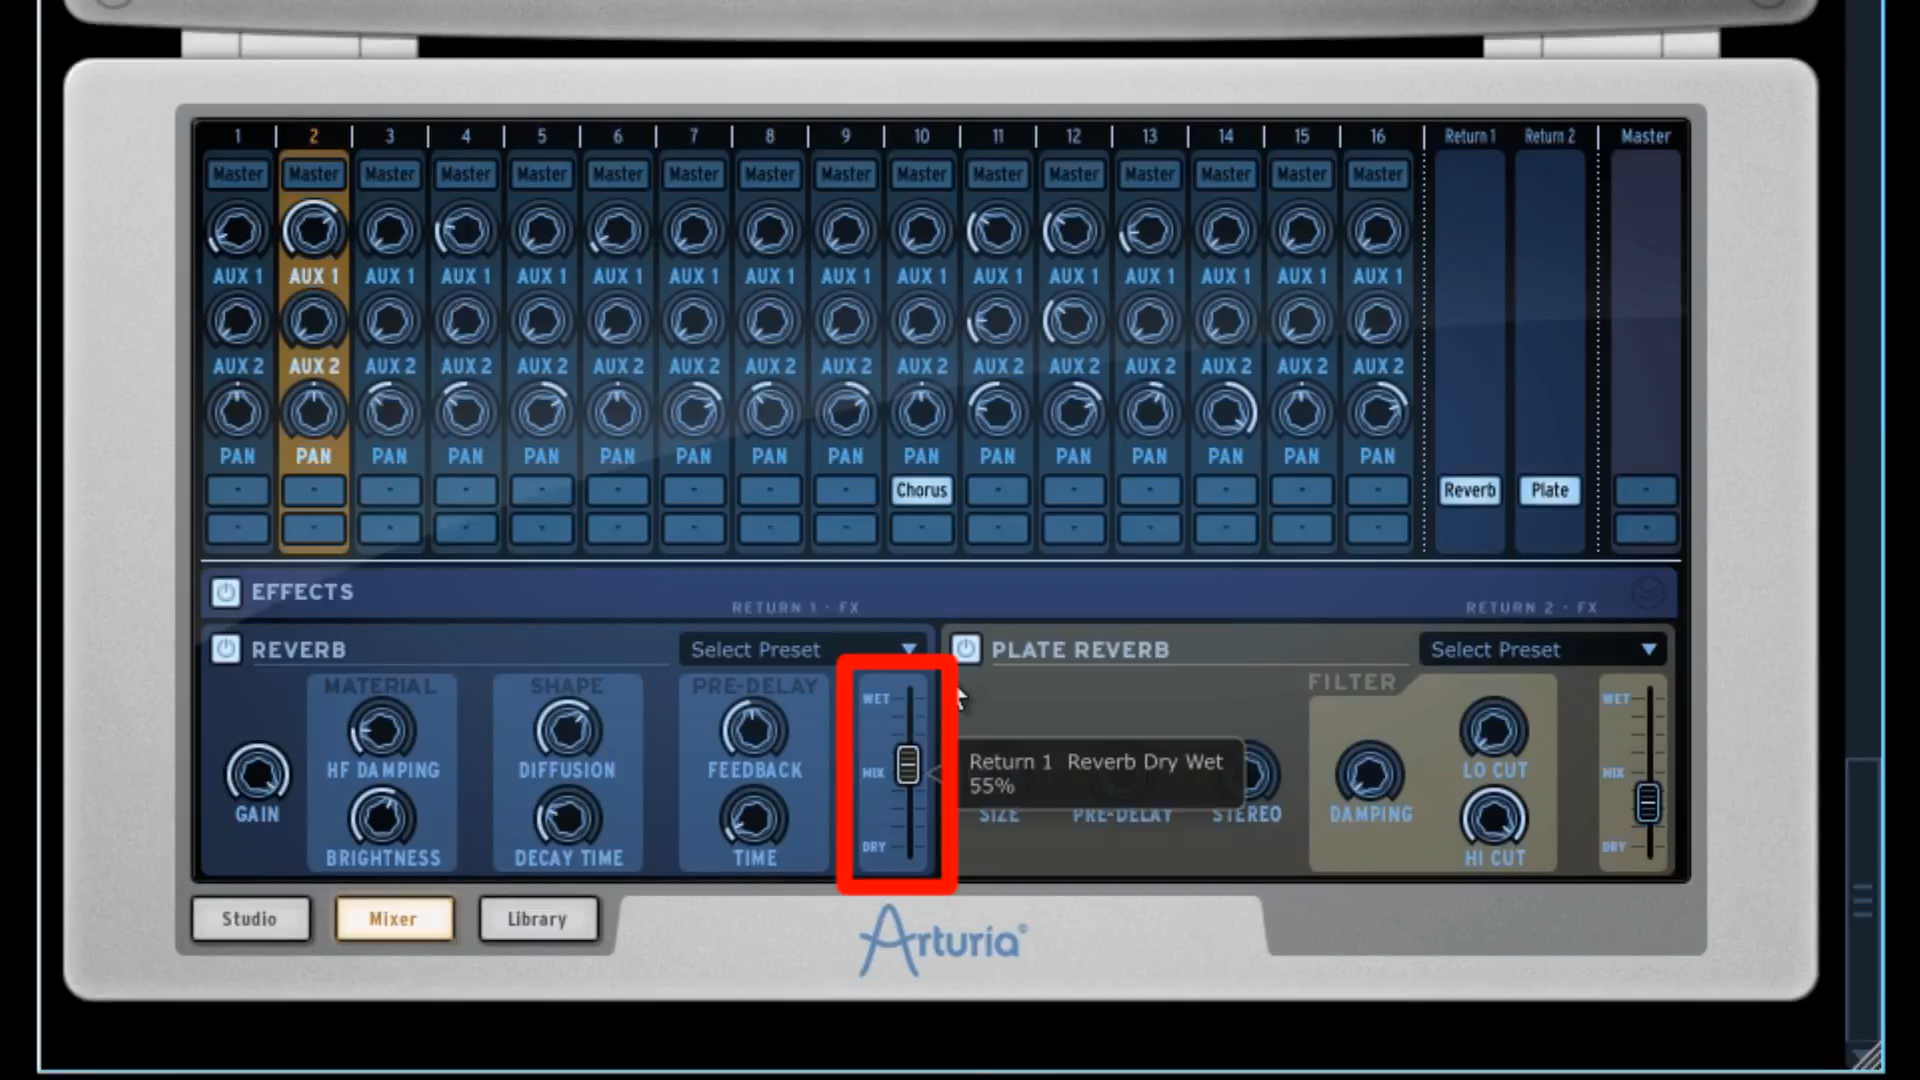 1 2 3 4 5 6 7 8 9 10 11 12 13 14 15 16 Return 1 Return 2 Master
Master Master Master Master Master Master Master Master Master Master Master Master Master Master Master Master
AUX 1 AUX 1 AUX 1 AUX 1 AUX 1 AUX 1 AUX 1 AUX 1 AUX 1 AUX 1 AUX 1 AUX 1 AUX 1 AUX 1 AUX 1 AUX 1
AUX 2 AUX 2 AUX 2 AUX 2 AUX 2 AUX 2 AUX 2 AUX 2 AUX 2 AUX 2 AUX 2 AUX 2 AUX 2 AUX 2 AUX 2 AUX 2
PAN PAN PAN PAN PAN PAN PAN PAN PAN PAN PAN PAN PAN PAN PAN PAN
- - - - - - - - - Chorus - - - - - - Reverb Plate -
- - - - - - - - - - - - - - - - -
EFFECTS
RETURN 1 - FX RETURN 2 - FX
REVERB Select Preset
MATERIAL SHAPE PRE-DELAY
WET
HF DAMPING DIFFUSION FEEDBACK MIX
GAIN
BRIGHTNESS DECAY TIME TIME DRY
PLATE REVERB Select Preset
FILTER
WET
Return 1 Reverb Dry Wet
55%
LO CUT MIX
SIZE PRE-DELAY STEREO DAMPING
HI CUT DRY
Studio Mixer Library
Arturia©